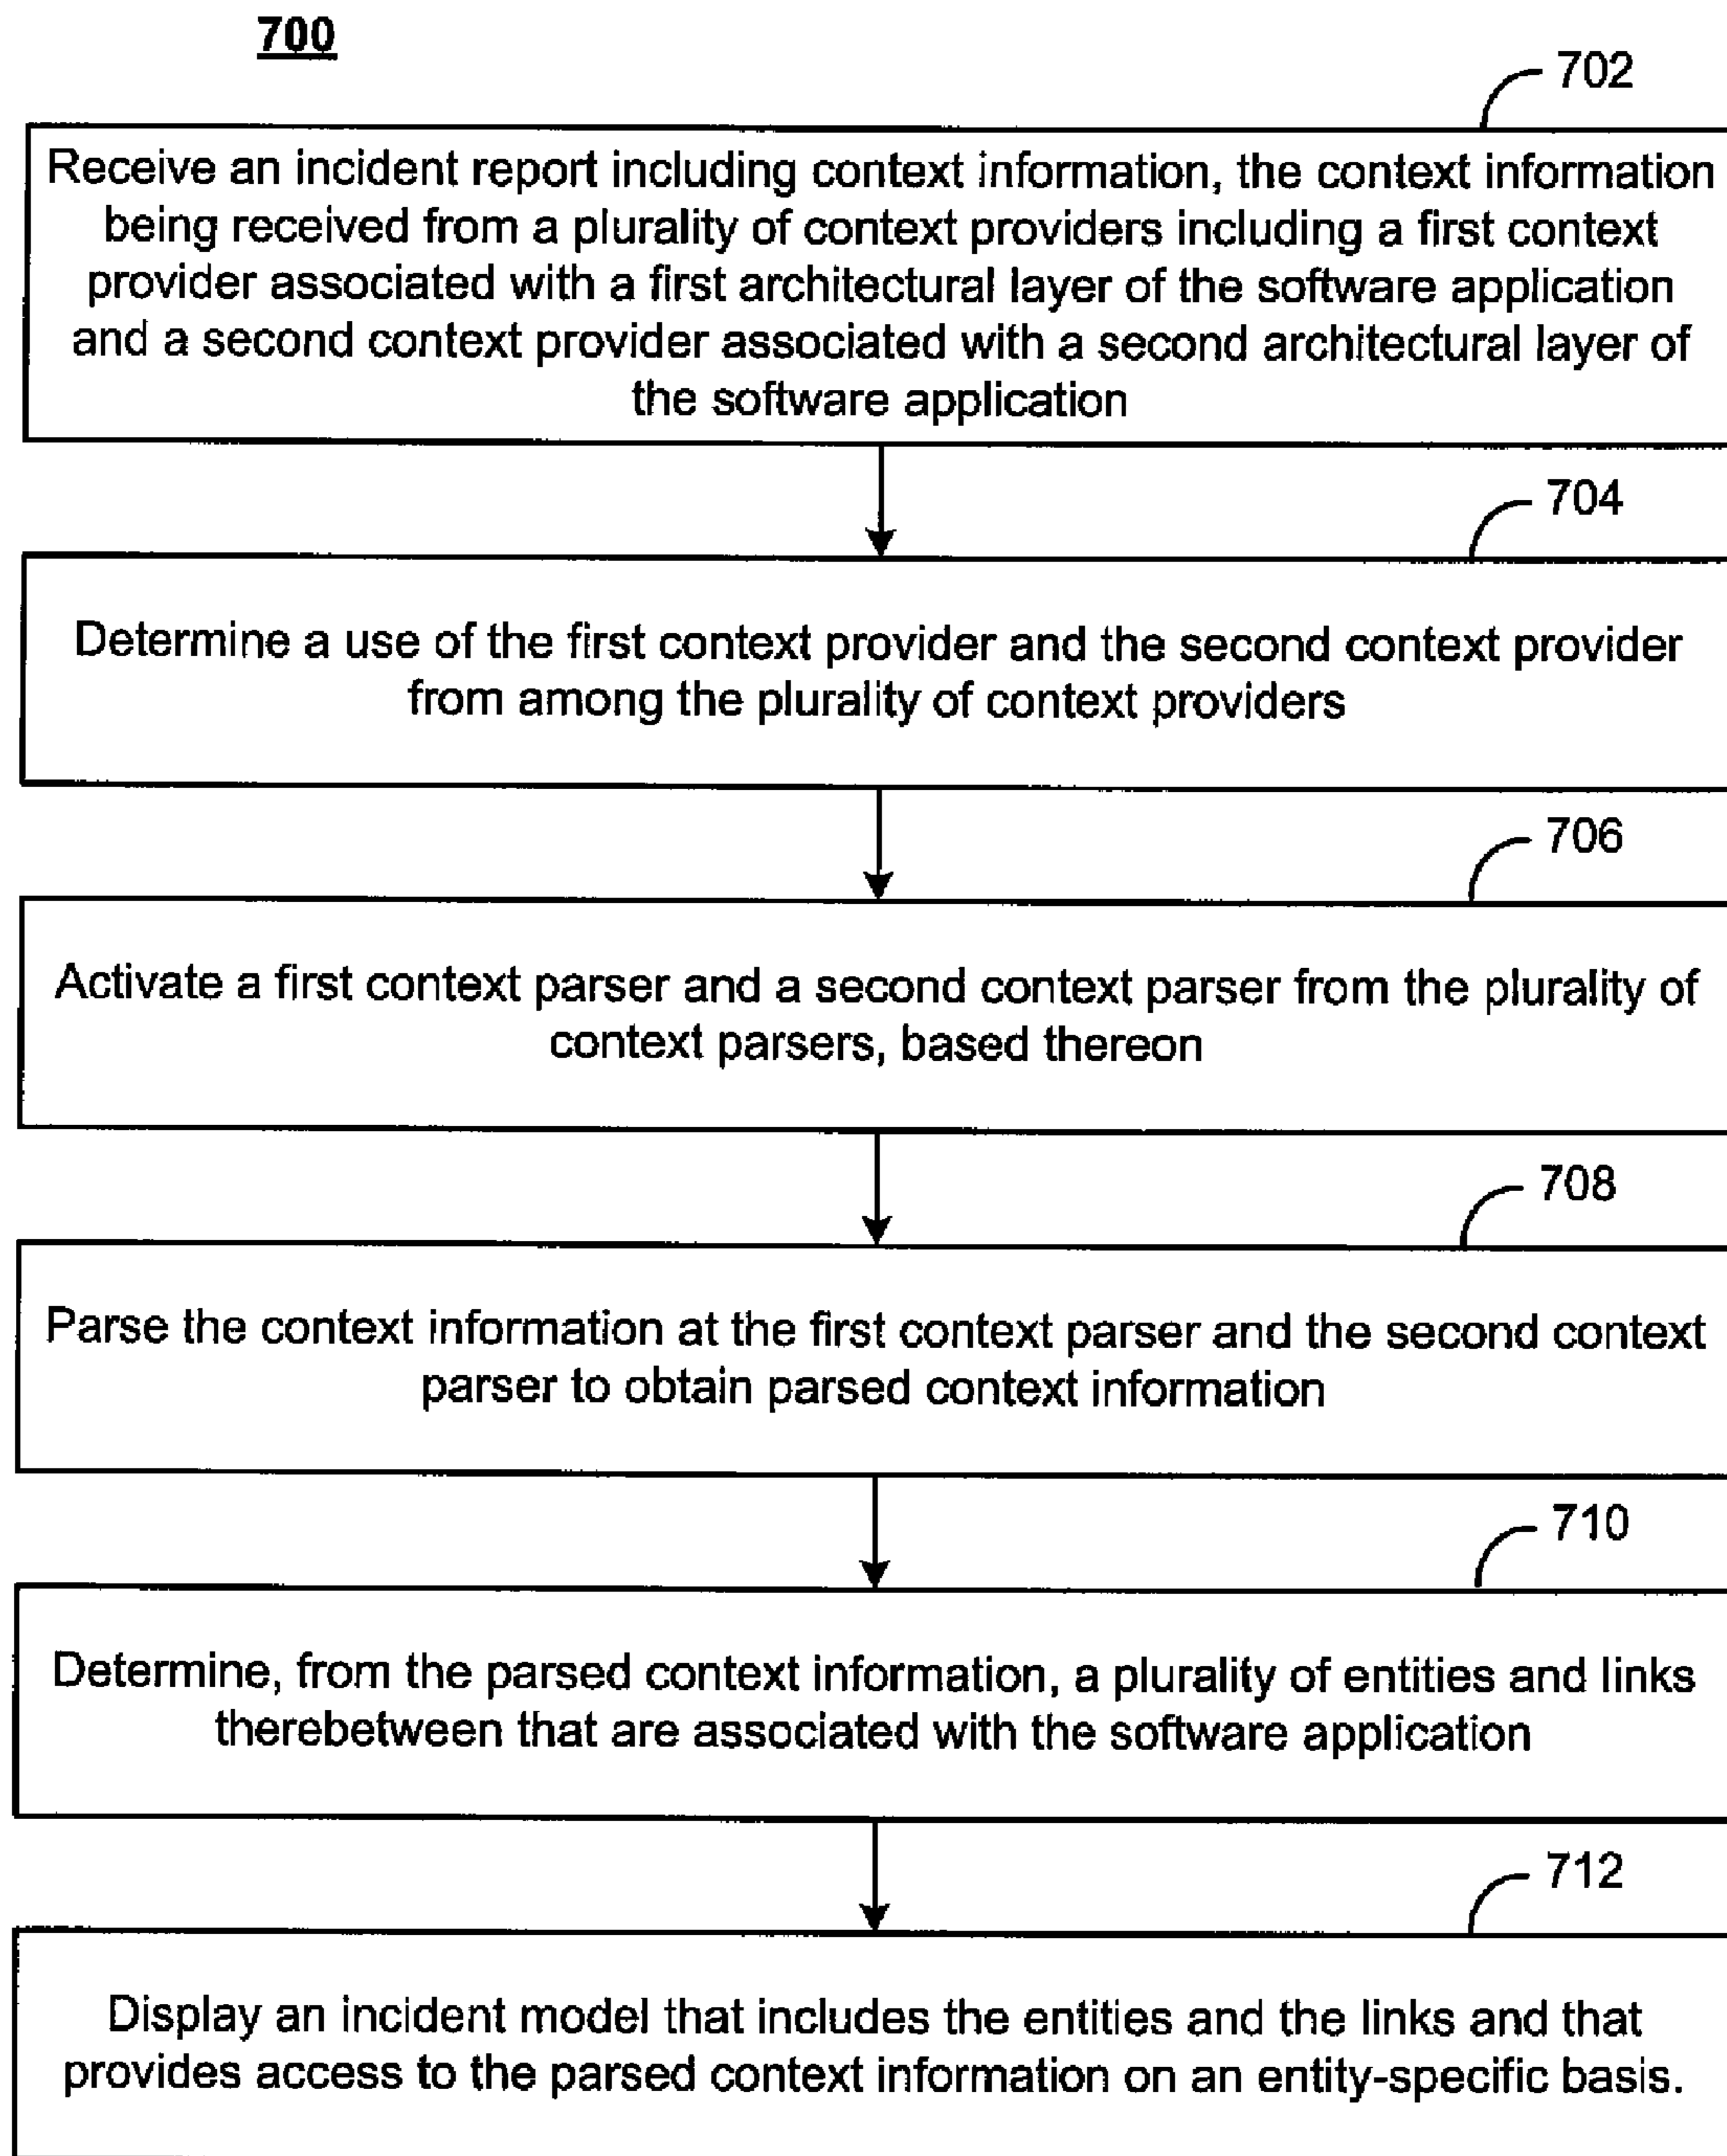 700
702
Receive an incident report including context information, the context information
being received from a plurality of context providers including a first context
provider associated with a first architectural layer of the software application
and a second context provider associated with a second architectural layer of
the software application
704
Determine a use of the first context provider and the second context provider
from among the plurality of context providers
706
Activate a first context parser and a second context parser from the plurality of
context parsers, based thereon
708
Parse the context information at the first context parser and the second context
parser to obtain parsed context information
710
Determine, from the parsed context information, a plurality of entities and links
therebetween that are associated with the software application
712
Display an incident model that includes the entities and the links and that
provides access to the parsed context information on an entity-specific basis.